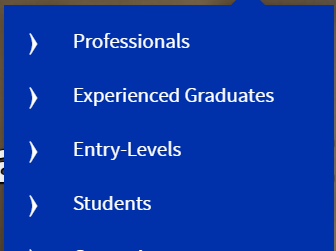 Professionals
Experienced Graduates
Entry-Levels
Students